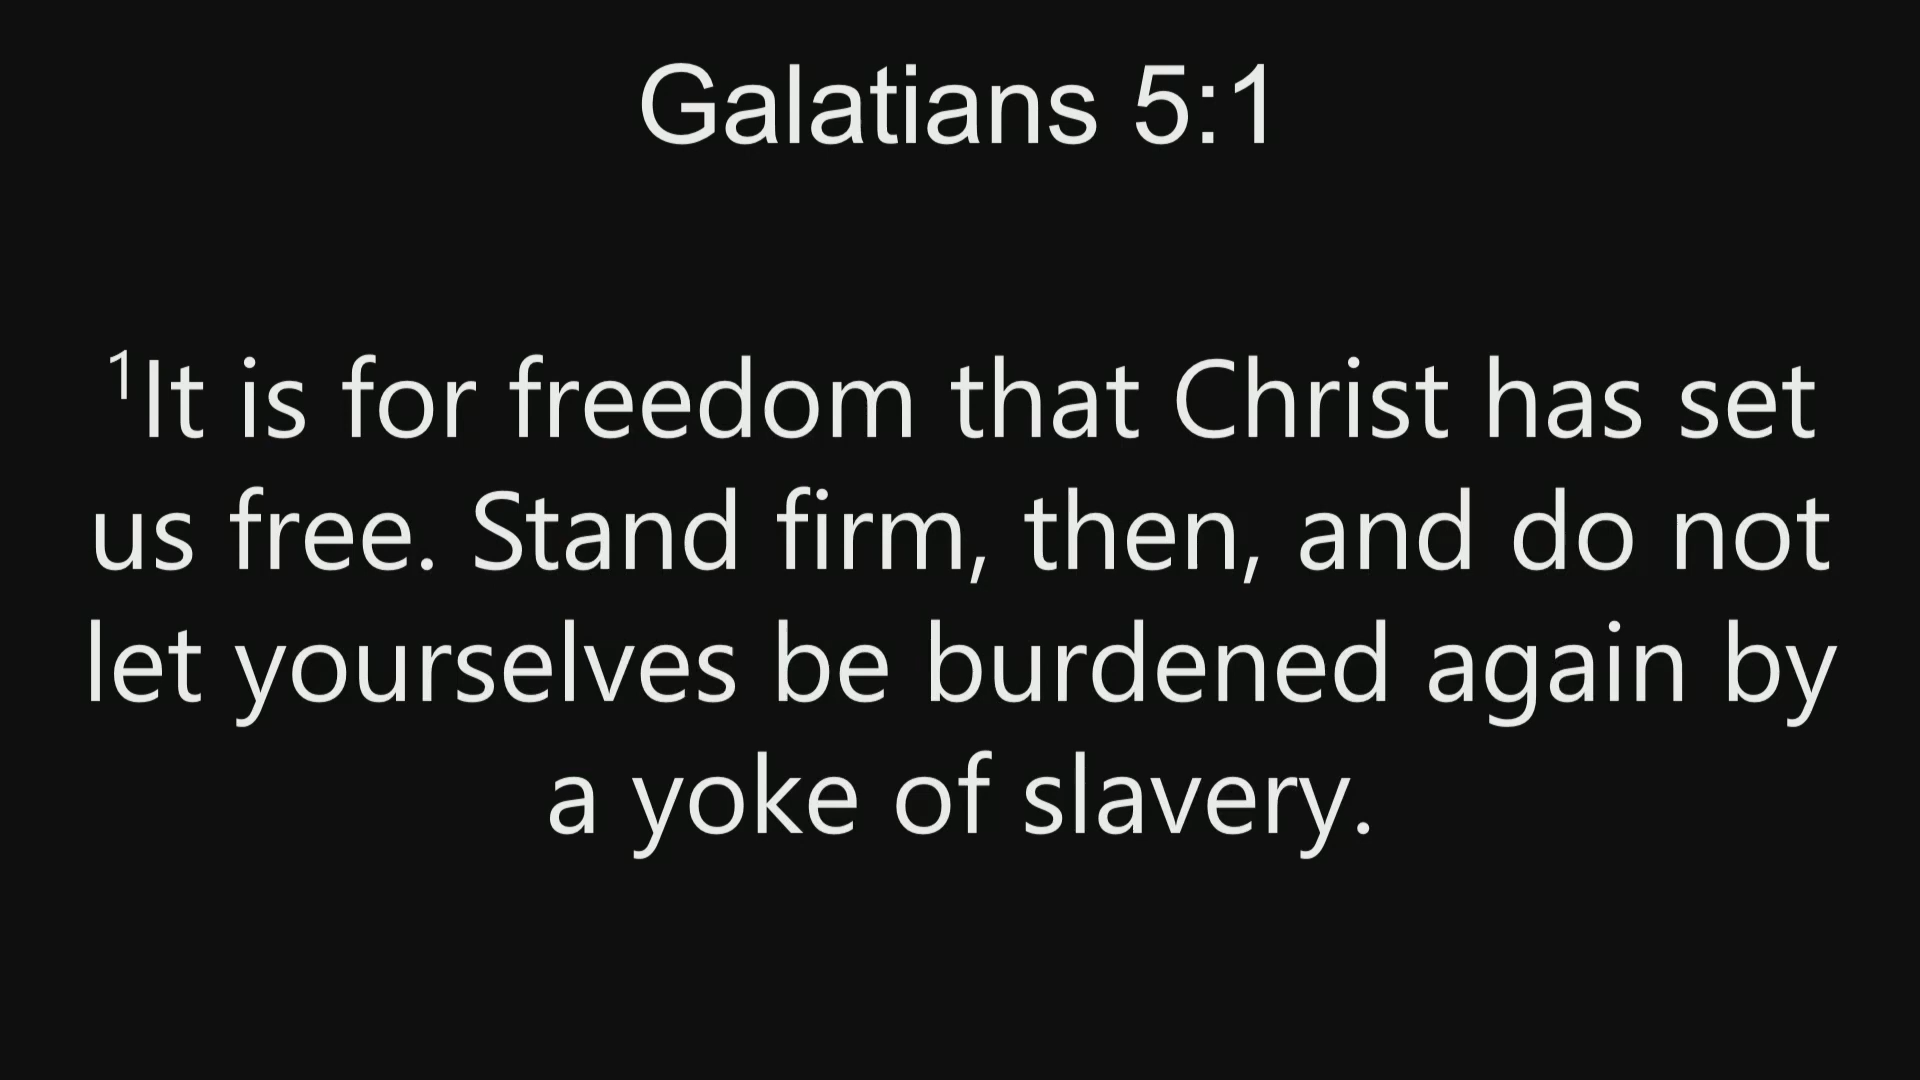 Galatians 5:1
¹It is for freedom that Christ has set
us free. Stand firm, then, and do not
let yourselves be burdened again by
a yoke of slavery.